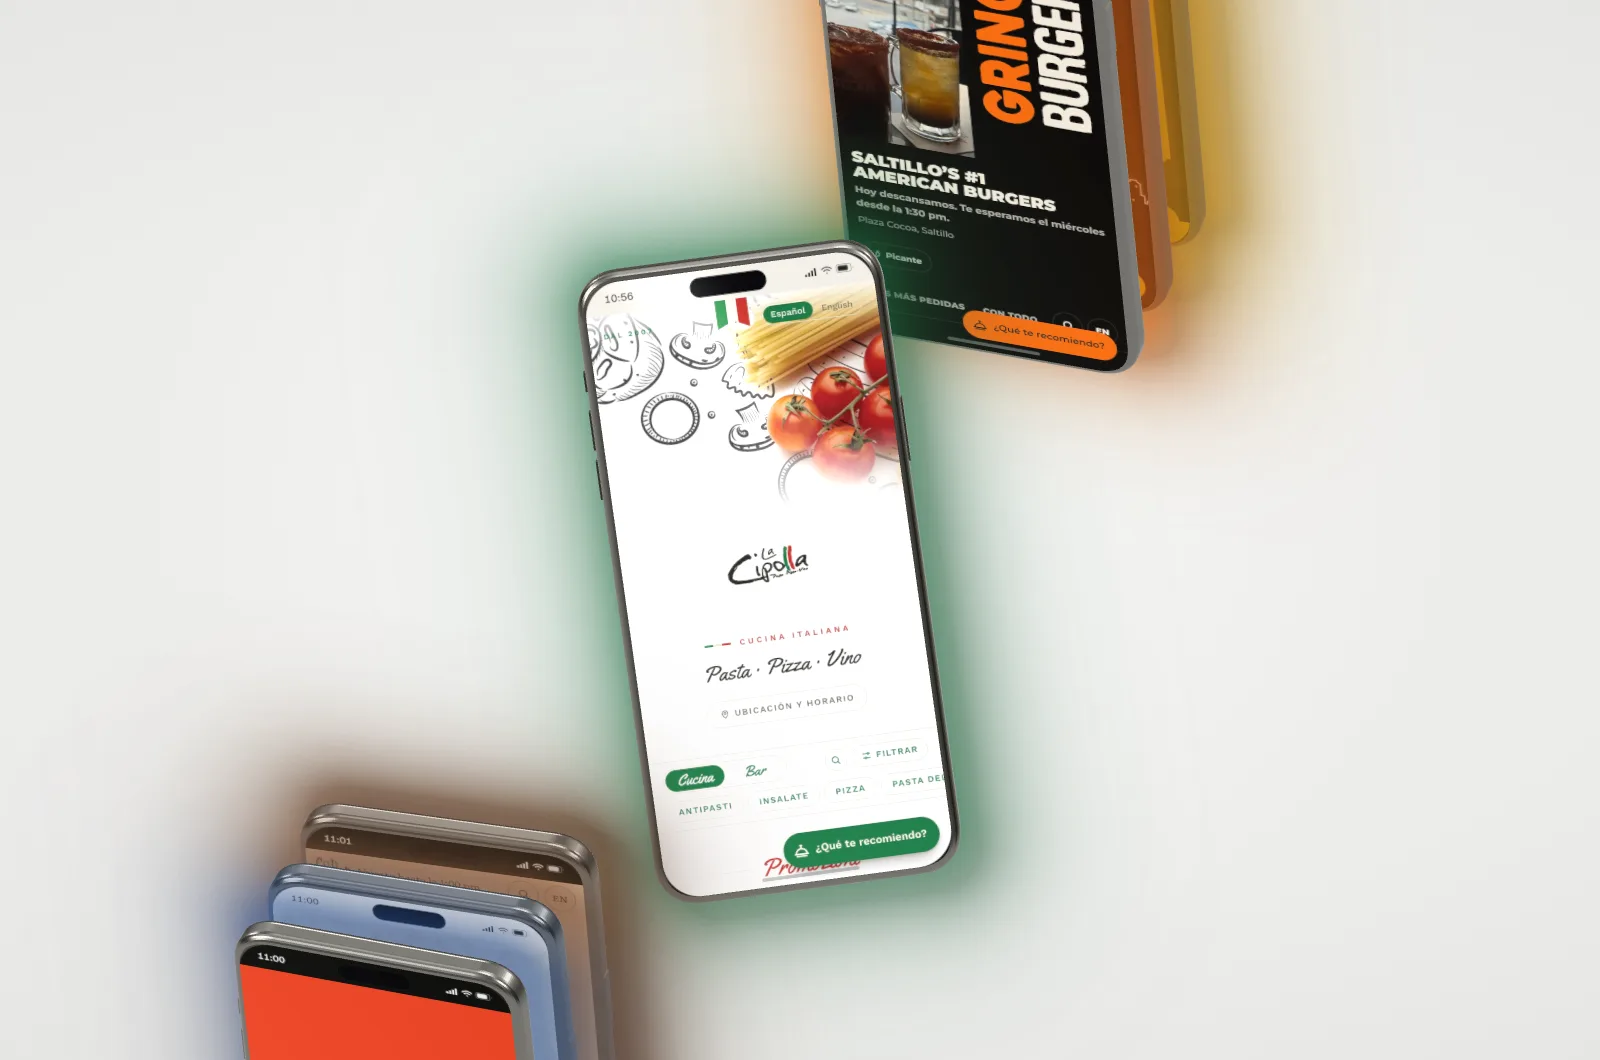 GRINGO
BURGER
SALTILLO'S #1
AMERICAN BURGERS
Hoy descansamos. Te esperamos el miércoles
desde la 1:30 pm.
Plaza Cocoa, Saltillo
Picante
MÁS PEDIDAS
CON TODO
EN
¿Qué te recomiendo?
10:56
Español
English
La
Cipolla
CUCINA ITALIANA
Pasta · Pizza · Vino
UBICACIÓN Y HORARIO
Cucina
Bar
FILTRAR
ANTIPASTI
INSALATE
PIZZA
PASTA DEL
¿Qué te recomiendo?
11:01
EN
11:00
11:00